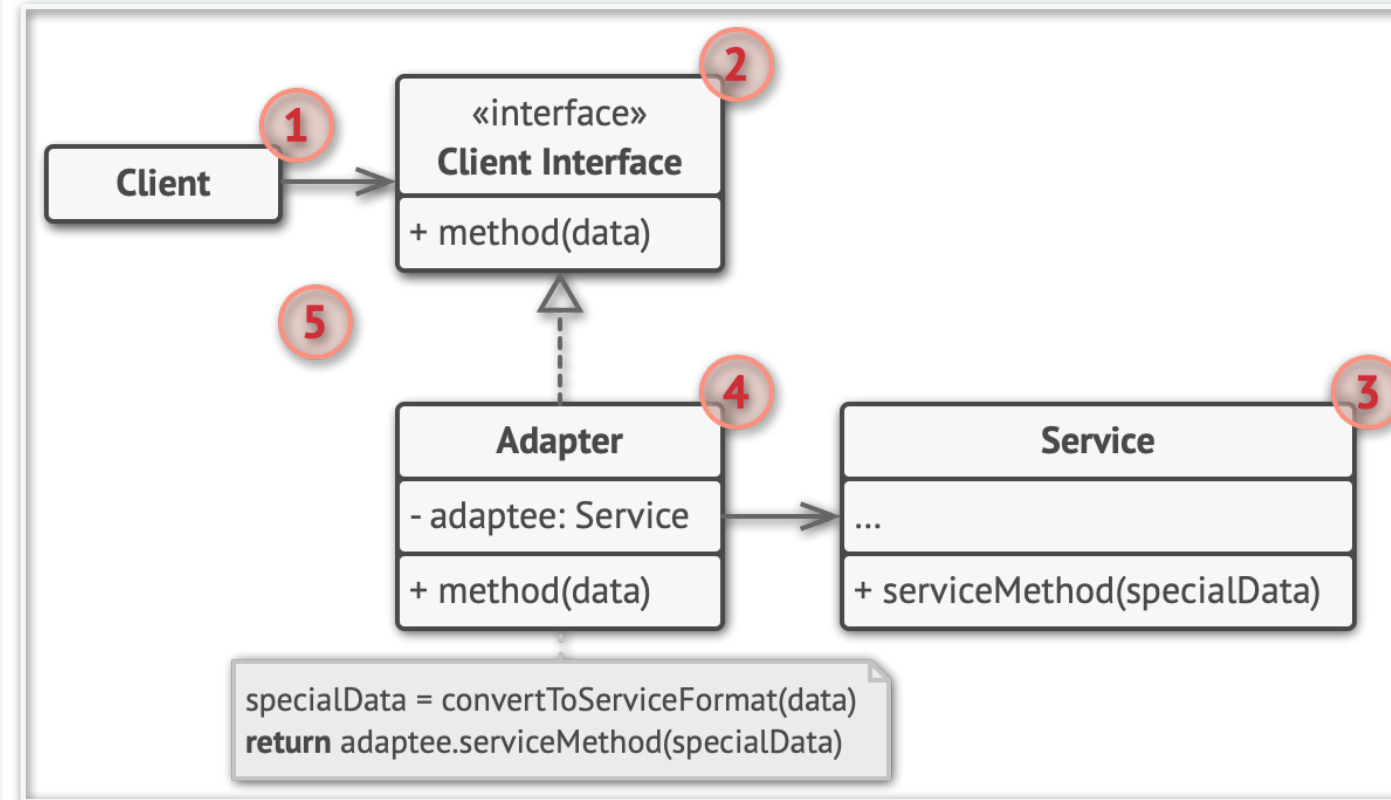 1
2
«interface»
Client Interface
Client
+ method(data)
5
4
3
Adapter
Service
- adaptee: Service
...
+ method(data)
+ serviceMethod(specialData)
specialData = convertToServiceFormat(data)
return adaptee.serviceMethod(specialData)